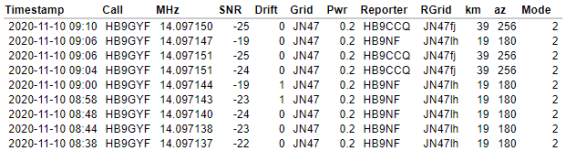 Timestamp Call MHz SNR Drift Grid Pwr Reporter RGrid km az Mode
2020-11-10 09:10 HB9GYF 14.097150 -25 0 JN47 0.2 HB9CCQ JN47fj 39 256 2
2020-11-10 09:06 HB9GYF 14.097147 -19 0 JN47 0.2 HB9NF JN47lh 19 180 2
2020-11-10 09:06 HB9GYF 14.097151 -25 0 JN47 0.2 HB9CCQ JN47fj 39 256 2
2020-11-10 09:04 HB9GYF 14.097151 -24 0 JN47 0.2 HB9CCQ JN47fj 39 256 2
2020-11-10 09:00 HB9GYF 14.097144 -19 1 JN47 0.2 HB9NF JN47lh 19 180 2
2020-11-10 08:58 HB9GYF 14.097143 -23 1 JN47 0.2 HB9NF JN47lh 19 180 2
2020-11-10 08:48 HB9GYF 14.097140 -24 0 JN47 0.2 HB9NF JN47lh 19 180 2
2020-11-10 08:44 HB9GYF 14.097138 -23 0 JN47 0.2 HB9NF JN47lh 19 180 2
2020-11-10 08:38 HB9GYF 14.097137 -22 0 JN47 0.2 HB9NF JN47lh 19 180 2